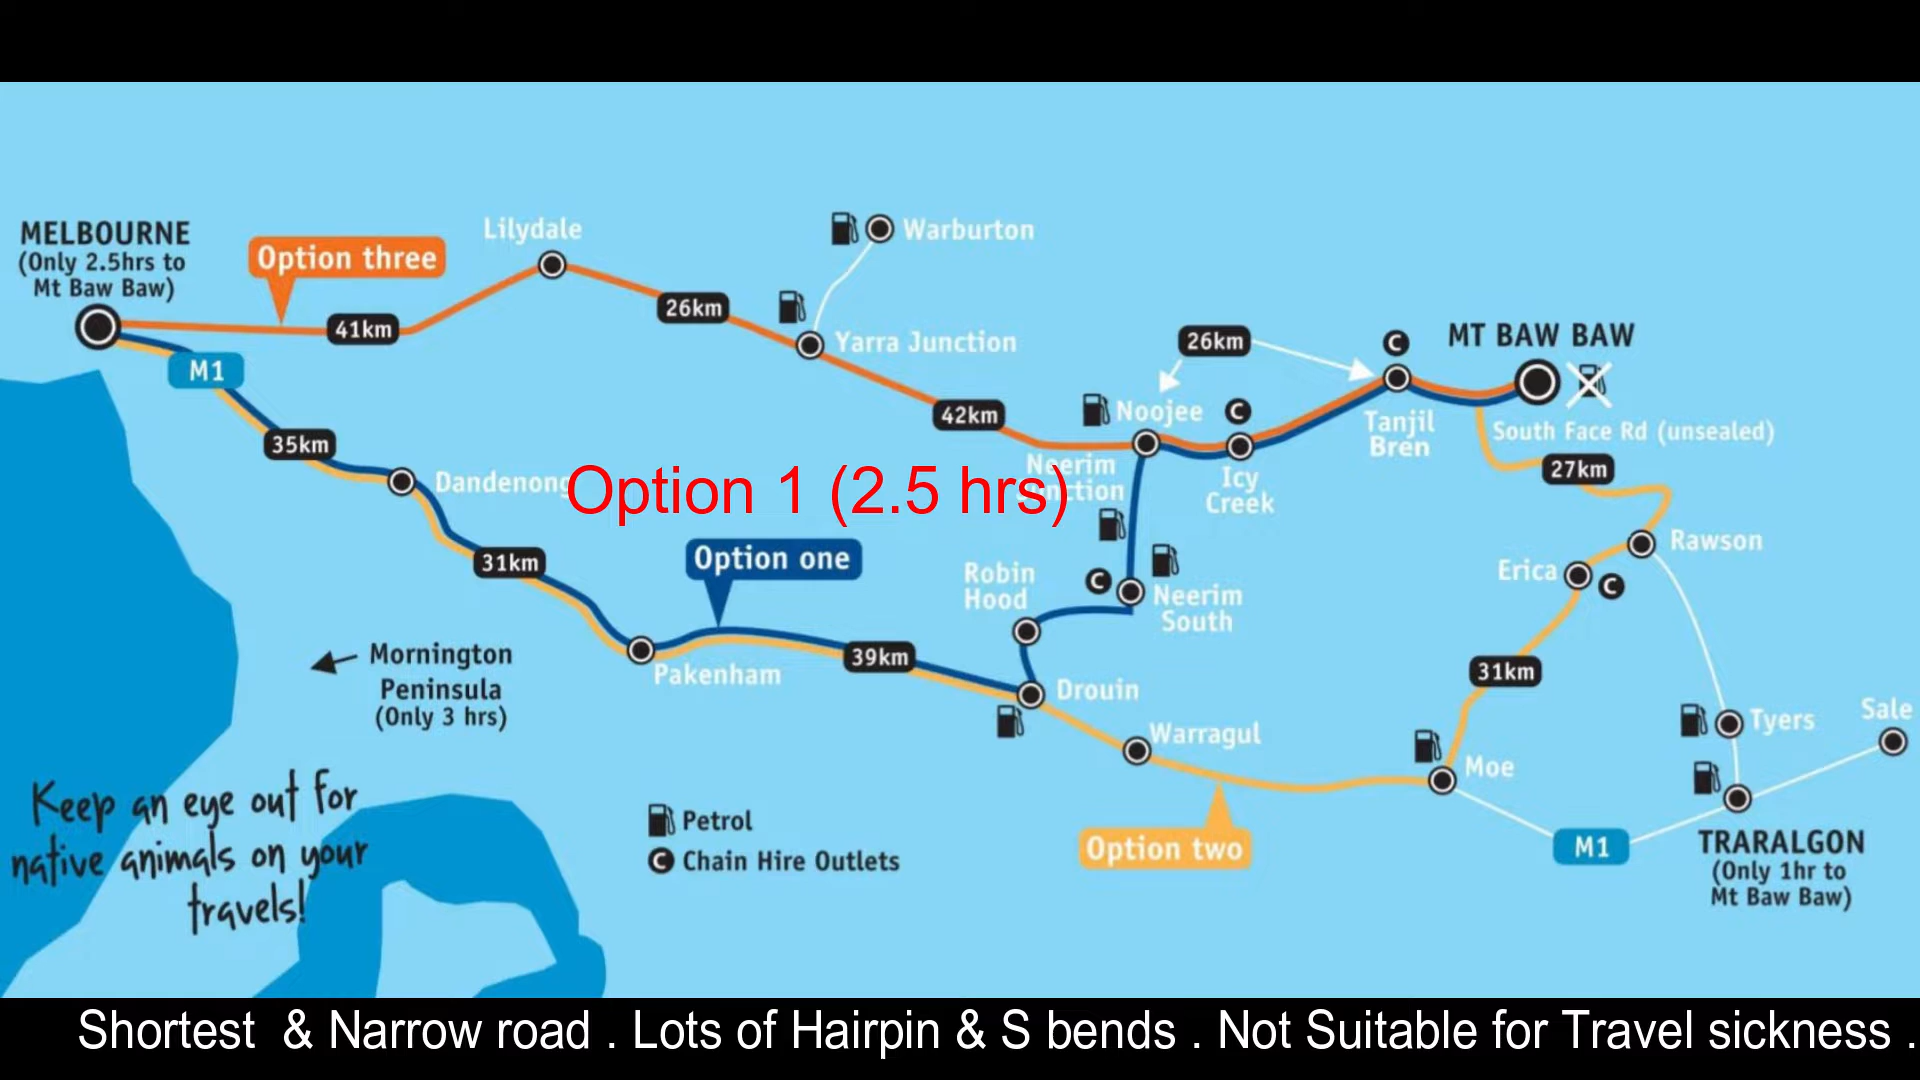 MELBOURNE
(Only 2.5hrs to
Mt Baw Baw)
Option three
Lilydale
Warburton
41km
26km
Yarra Junction
M1
42km
26km
MT BAW BAW
Noojee
Tanjil
Bren
South Face Rd (unsealed)
27km
35km
Dandenong
Option 1 (2.5 hrs)
Neerim
Junction
Icy
Creek
31km
Option one
Robin
Hood
Neerim
South
Rawson
Erica
C
C
C
C
Mornington
Peninsula
(Only 3 hrs)
Pakenham
39km
Drouin
31km
Warragul
Moe
Tyers
Sale
Keep an eye out for
native animals on your
travels!
Petrol
C Chain Hire Outlets
Option two
M1
TRARALGON
(Only 1hr to
Mt Baw Baw)
Shortest & Narrow road . Lots of Hairpin & S bends . Not Suitable for Travel sickness .